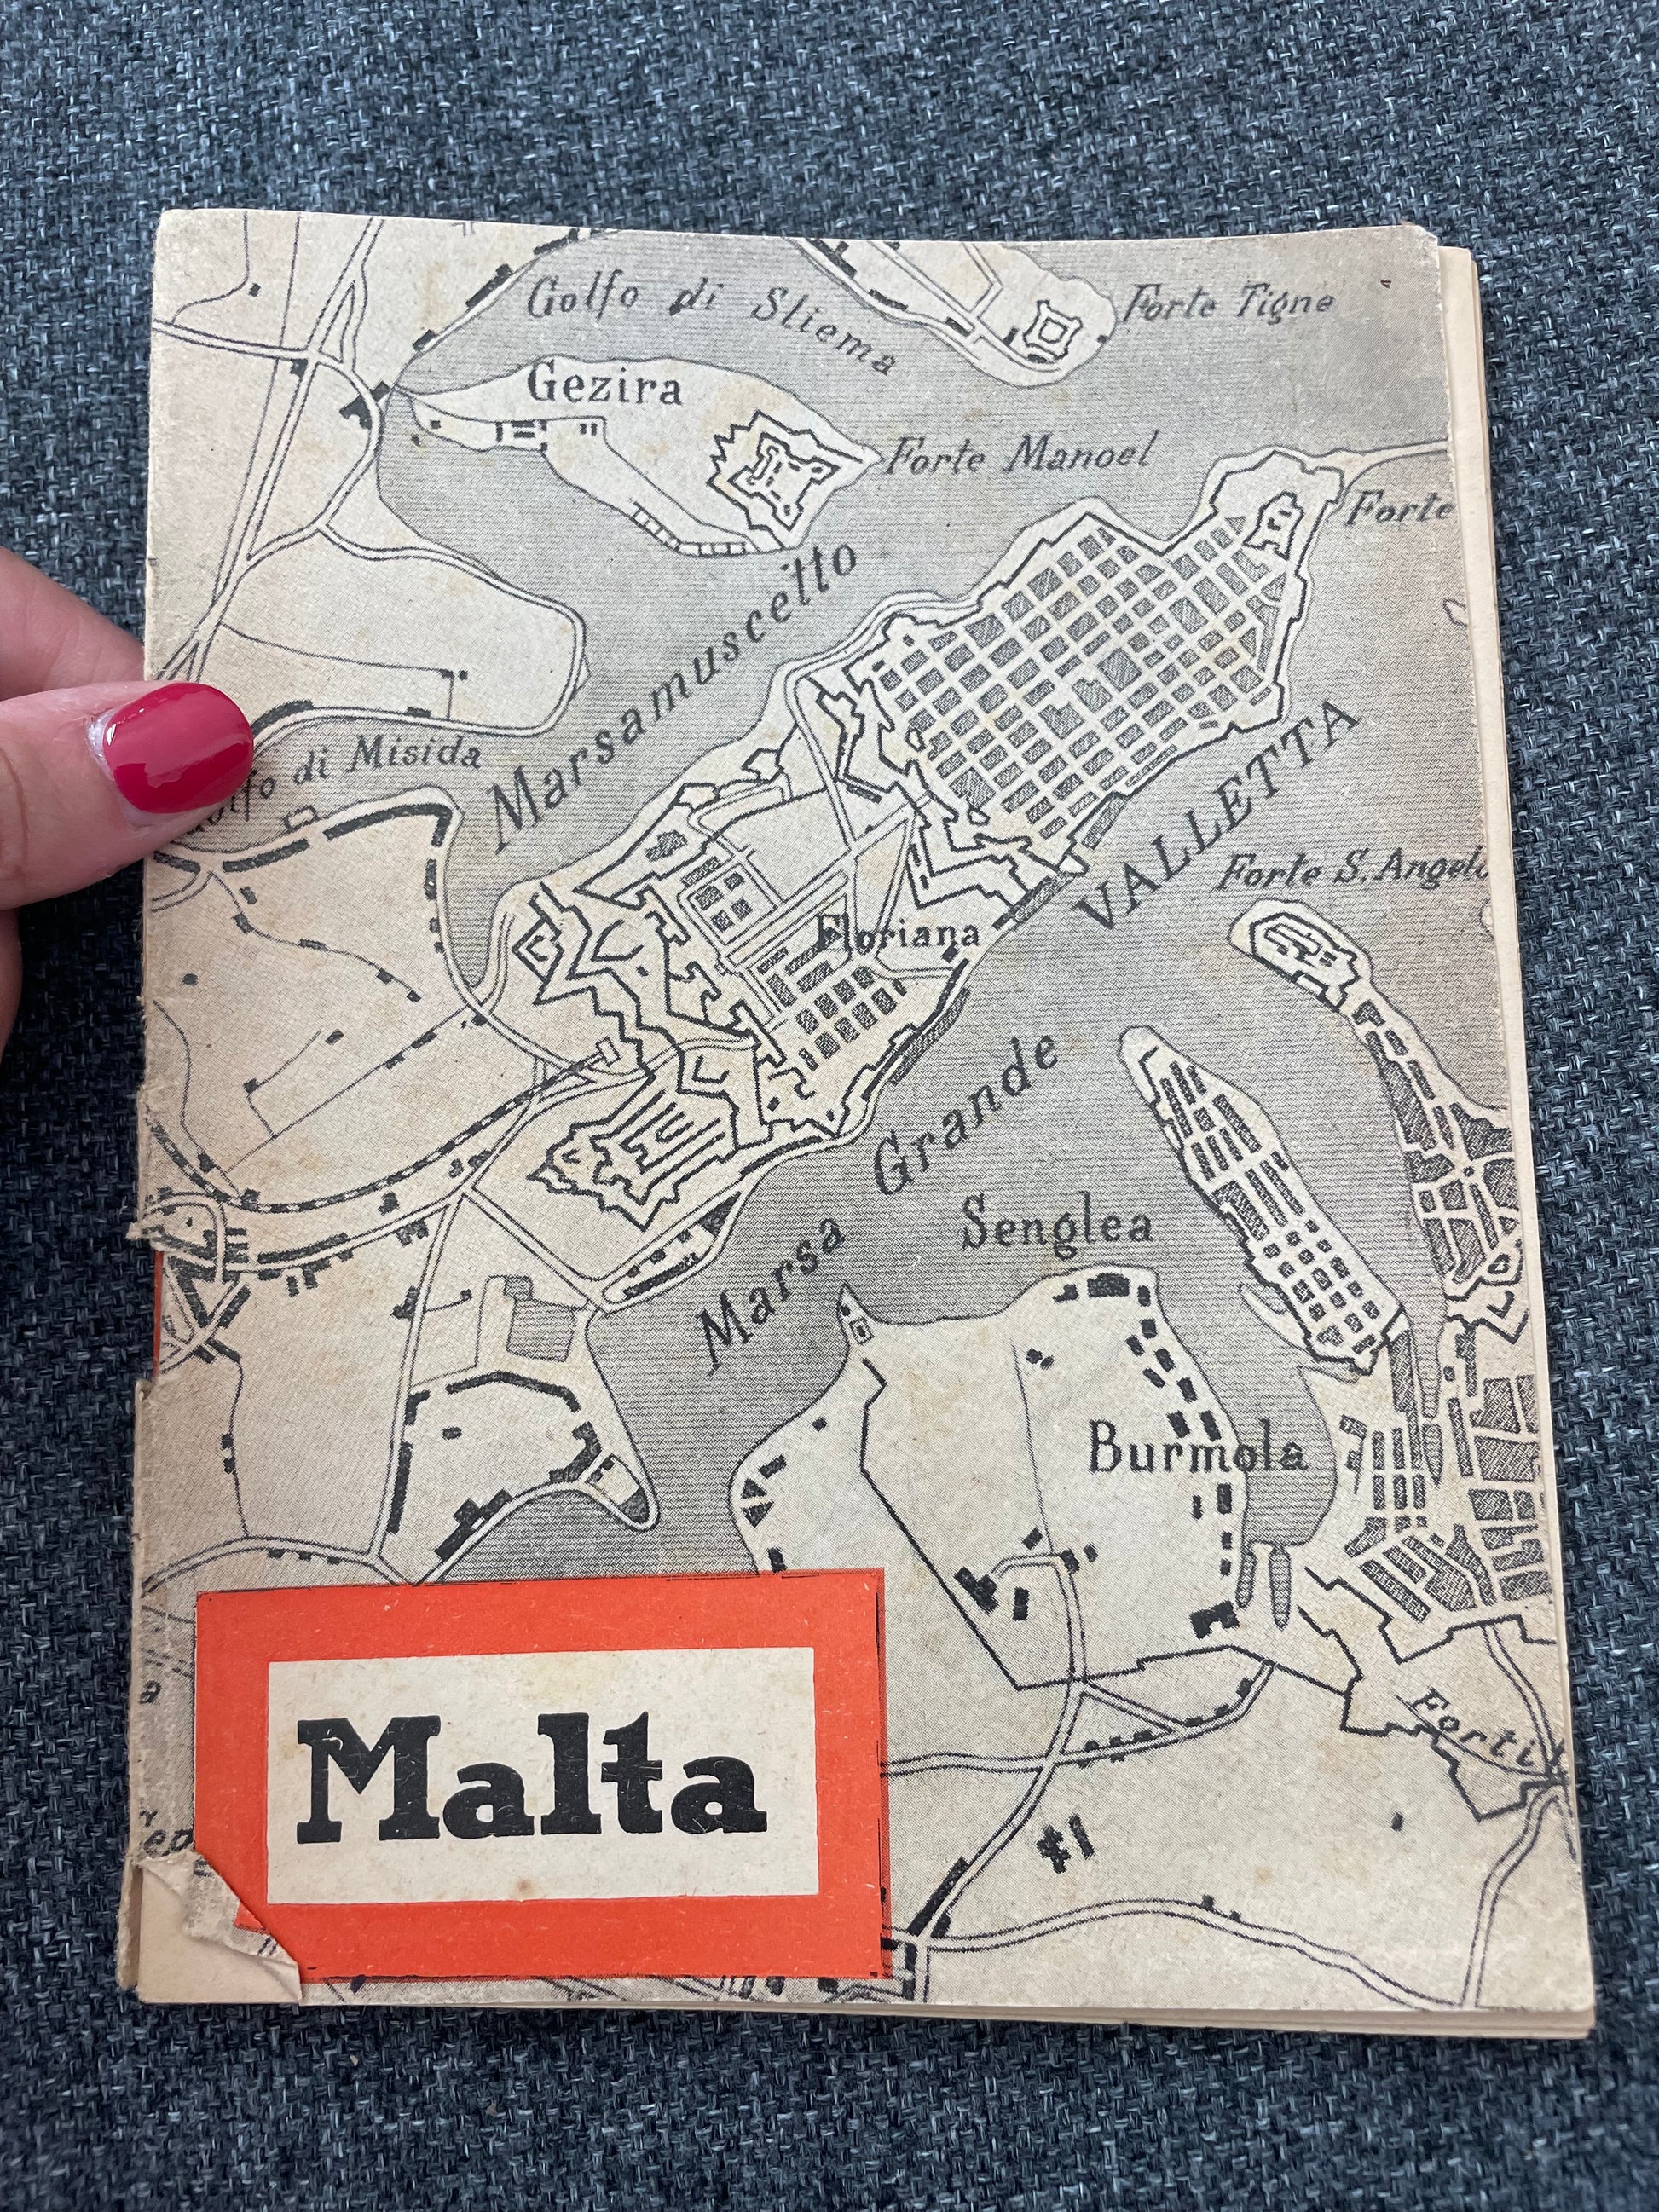 Golfo di Sliema
Forte Tigne
Gezira
Forte Manoel
Forte
Marsamuscetto
di Misida
VALLETTA
Forte S. Angelo
Floriana
Marsa Grande
Senglea
Burmola
Forti
Malta